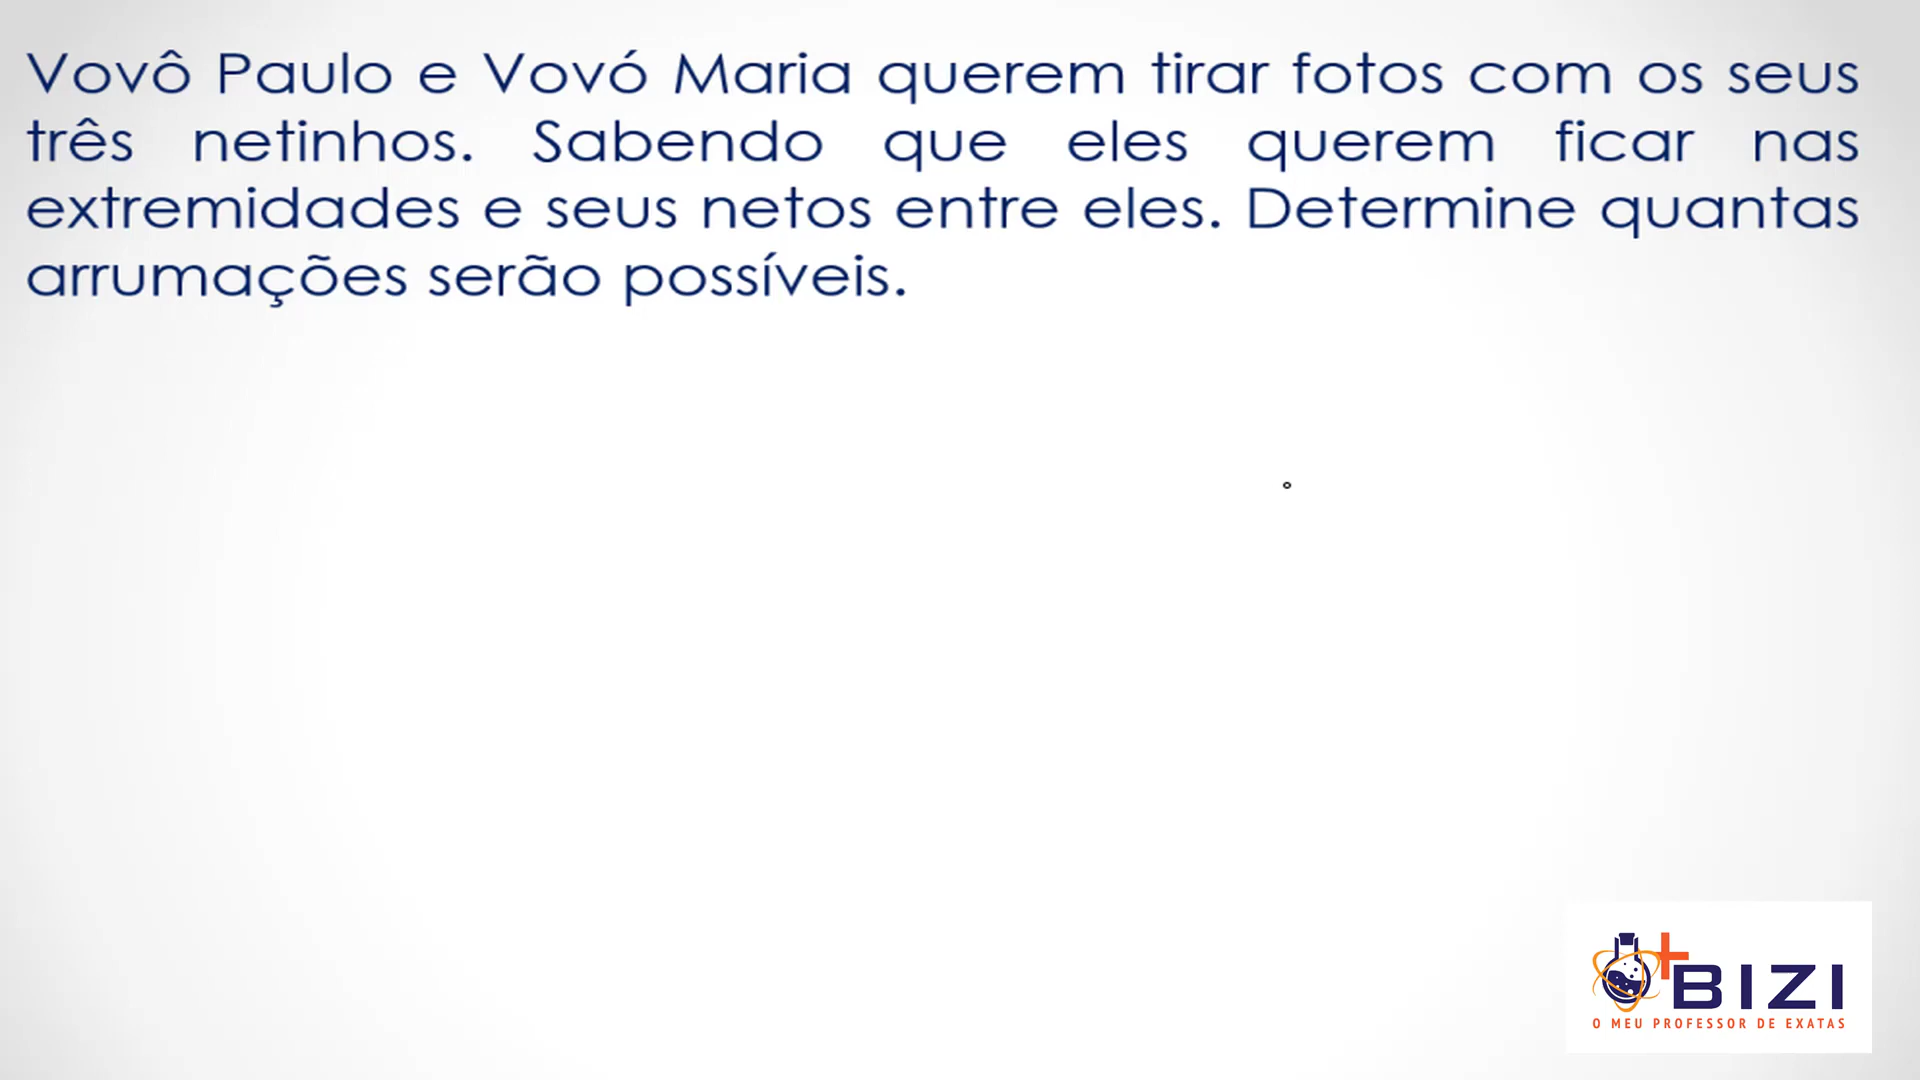 Vovô Paulo e Vovó Maria querem tirar fotos com os seus
três netinhos. Sabendo que eles querem ficar nas
extremidades e seus netos entre eles. Determine quantas
arrumações serão possíveis.
+BIZI
O MEU PROFESSOR DE EXATAS